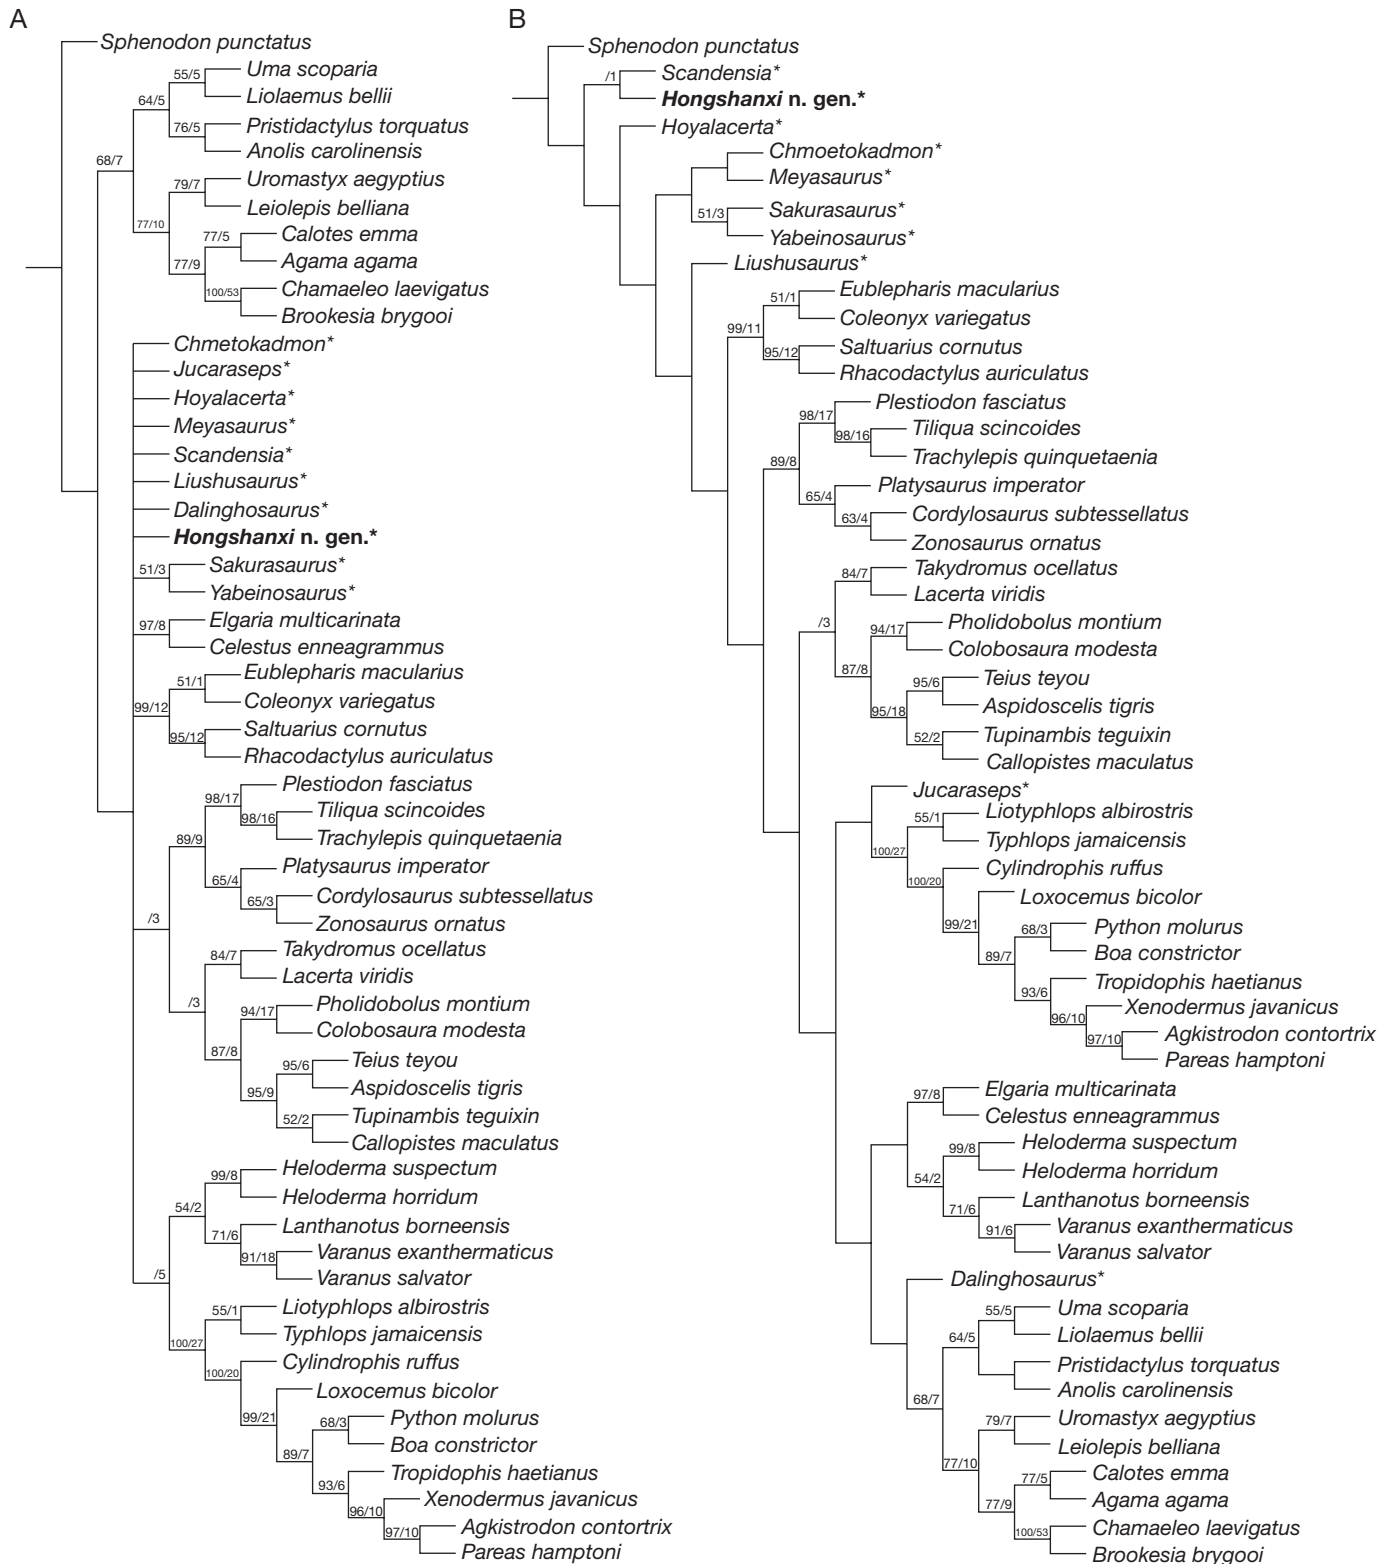 A
Sphenodon punctatus
55/5
Uma scoparia
64/5
Liolaemus bellii
76/5
Pristidactylus torquatus
Anolis carolinensis
68/7
79/7
Uromastyx aegyptius
Leiolepis belliana
77/10
77/5
Calotes emma
77/9
Agama agama
100/53
Chamaeleo laevigatus
Brookesia brygooi
Chmetokadmon*
Jucaraseps*
Hoyalacerta*
Meyasaurus*
Scandensia*
Liushusaurus*
Dalinghosaurus*
Hongshanxi n. gen.*
51/3
Sakurasaurus*
Yabeinosaurus*
97/8
Elgaria multicarinata
Celestus enneagrammus
51/1
Eublepharis macularius
99/12
Coleonyx variegatus
95/12
Saltuarius cornutus
Rhacodactylus auriculatus
98/17
Plestiodon fasciatus
98/16
Tiliqua scincoides
Trachylepis quinquetaenia
89/9
65/4
Platysaurus imperator
65/3
Cordylosaurus subtessellatus
Zonosaurus ornatus
/3
84/7
Takydromus ocellatus
Lacerta viridis
/3
94/17
Pholidobolus montium
Colobosaura modesta
87/8
95/6
Teius teyou
95/9
Aspidoscelis tigris
52/2
Tupinambis teguixin
Callopistes maculatus
99/8
Heloderma suspectum
54/2
Heloderma horridum
71/6
Lanthanotus borneensis
91/18
Varanus exanthermaticus
Varanus salvator
/5
55/1
Liotyphlops albirostris
100/27
Typhlops jamaicensis
100/20
Cylindrophis ruffus
99/21
Loxocemus bicolor
68/3
Python molurus
89/7
Boa constrictor
93/6
Tropidophis haetianus
96/10
Xenodermus javanicus
97/10
Agkistrodon contortrix
Pareas hamptoni
B
Sphenodon punctatus
/1
Scandensia*
Hongshanxi n. gen.*
Hoyalacerta*
Chmoetokadmon*
Meyasaurus*
51/3
Sakurasaurus*
Yabeinosaurus*
Liushusaurus*
51/1
Eublepharis macularius
99/11
Coleonyx variegatus
95/12
Saltuarius cornutus
Rhacodactylus auriculatus
98/17
Plestiodon fasciatus
98/16
Tiliqua scincoides
Trachylepis quinquetaenia
89/8
65/4
Platysaurus imperator
63/4
Cordylosaurus subtessellatus
Zonosaurus ornatus
84/7
Takydromus ocellatus
Lacerta viridis
/3
94/17
Pholidobolus montium
Colobosaura modesta
87/8
95/6
Teius teyou
95/18
Aspidoscelis tigris
52/2
Tupinambis teguixin
Callopistes maculatus
Jucaraseps*
55/1
Liotyphlops albirostris
100/27
Typhlops jamaicensis
100/20
Cylindrophis ruffus
99/21
Loxocemus bicolor
68/3
Python molurus
89/7
Boa constrictor
93/6
Tropidophis haetianus
96/10
Xenodermus javanicus
97/10
Agkistrodon contortrix
Pareas hamptoni
97/8
Elgaria multicarinata
Celestus enneagrammus
99/8
Heloderma suspectum
54/2
Heloderma horridum
71/6
Lanthanotus borneensis
91/6
Varanus exanthermaticus
Varanus salvator
Dalinghosaurus*
55/5
Uma scoparia
64/5
Liolaemus bellii
Pristidactylus torquatus
Anolis carolinensis
68/7
79/7
Uromastyx aegyptius
Leiolepis belliana
77/10
77/5
Calotes emma
77/9
Agama agama
100/53
Chamaeleo laevigatus
Brookesia brygooi